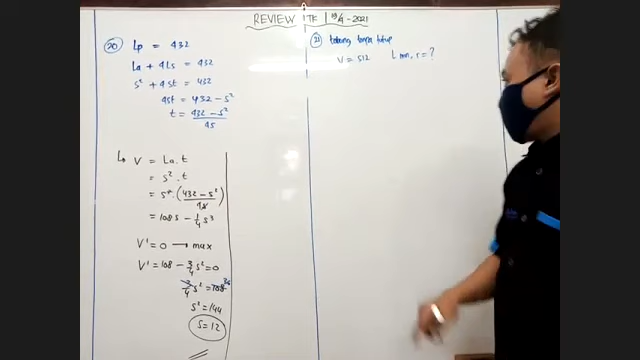 REVIEW TF | 19/4 - 2021
20) Lp = 432
La + 4Ls = 432
s² + 4st = 432
4st = 432 - s²
t = (432 - s²)/4s
↳ V = La.t
= s².t
= s².((432 - s²)/4s)
= 108s - 1/4 s³
V' = 0 → max
V' = 108 - 3/4 s² = 0
3/4 s² = 108 36
s² = 144
s = 12
21) tabung tanpa tutup
V = 512 L min, r = ?